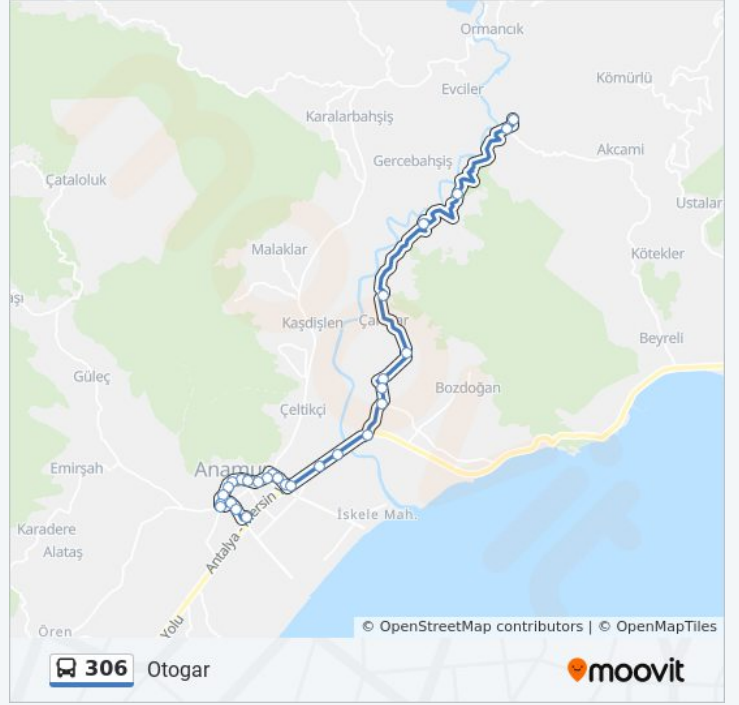 Ormancık
Kömürlü
Evciler
Karalarbahşiş
Akcami
Gercebahşiş
Çataloluk
Ustalar
Malaklar
Kötekler
aşı
Kaşdişlen
Beyreli
Güleç
Bozdoğan
Çeltikçi
Emirşah
Anamur
İskele Mah.
Karadere
Antalya - Mersin Y
Alataş
Yolu
Ören
© OpenStreetMap contributors | © OpenMapTiles
306 Otogar
moovit